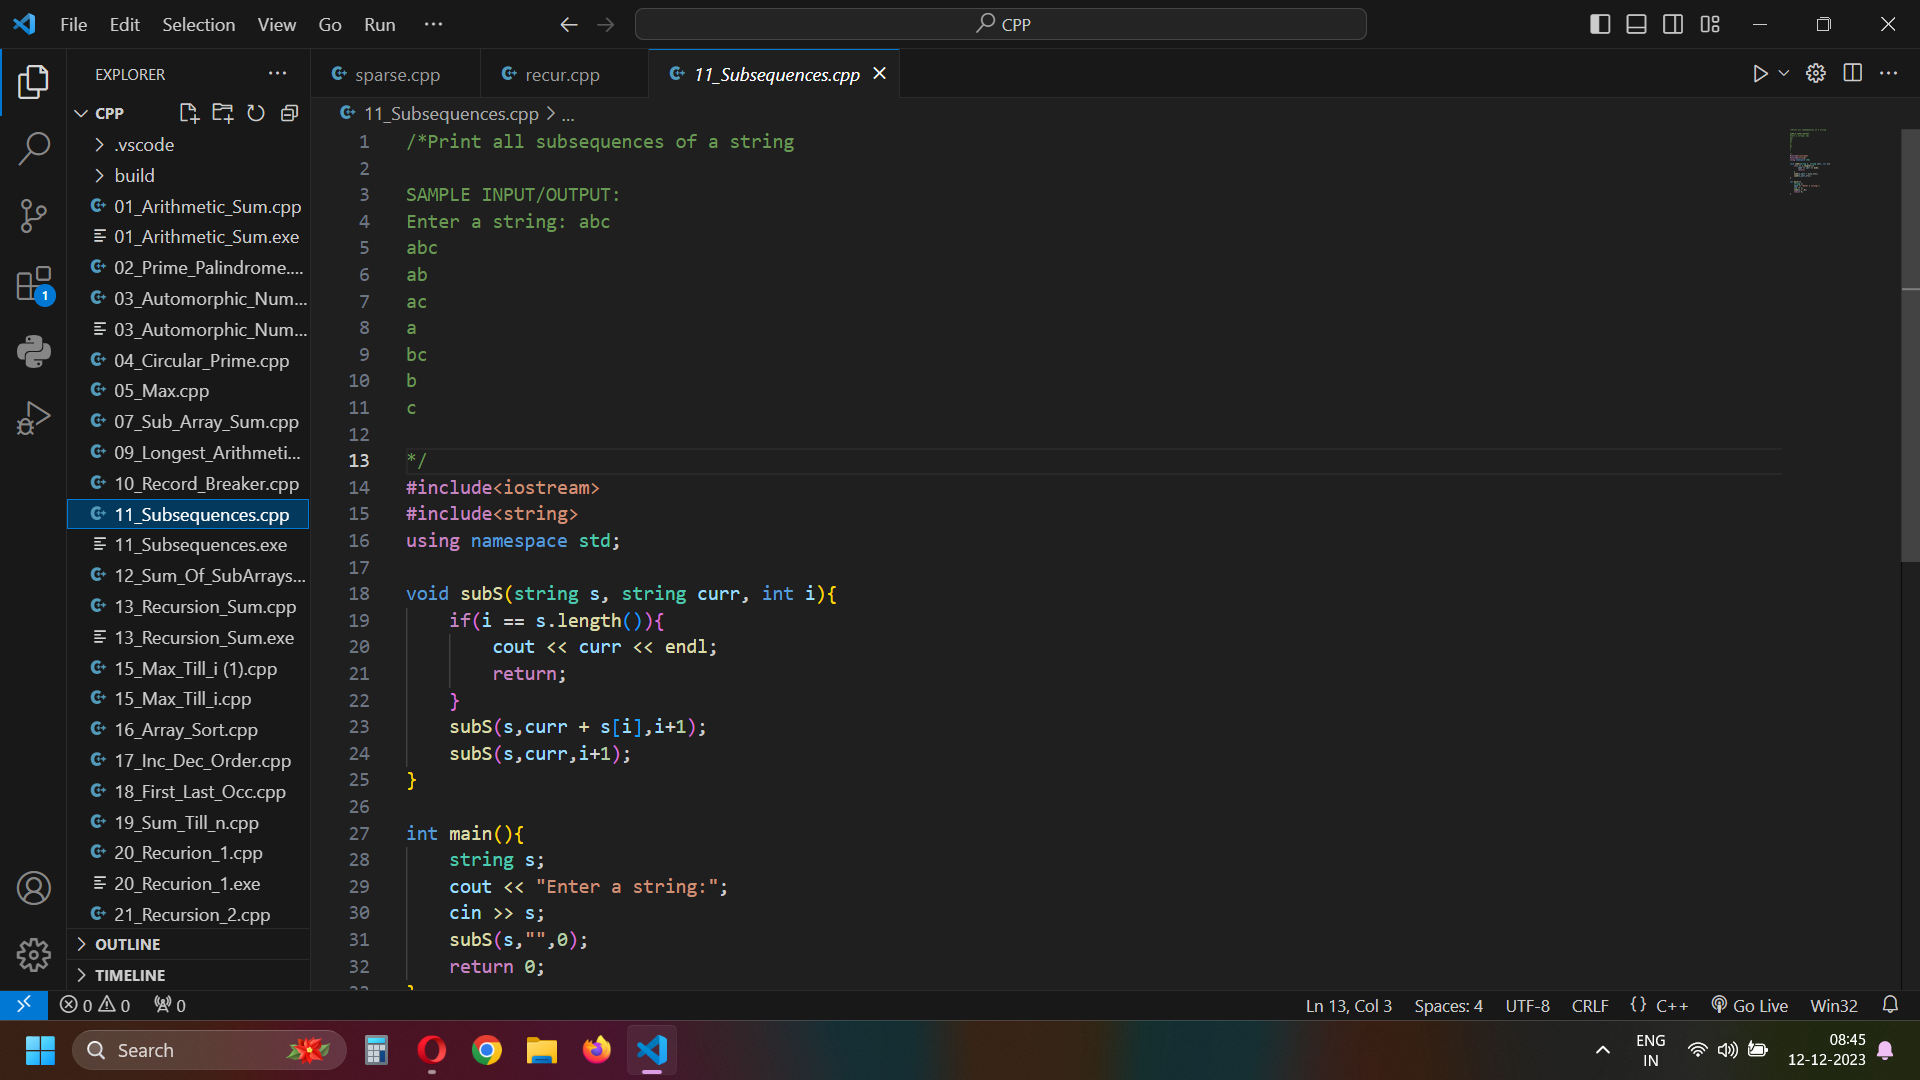 File Edit Selection View Go Run ···
CPP
EXPLORER
CPP
.vscode
build
01_Arithmetic_Sum.cpp
01_Arithmetic_Sum.exe
02_Prime_Palindrome....
03_Automorphic_Num...
03_Automorphic_Num...
04_Circular_Prime.cpp
05_Max.cpp
07_Sub_Array_Sum.cpp
09_Longest_Arithmeti...
10_Record_Breaker.cpp
11_Subsequences.cpp
11_Subsequences.exe
12_Sum_Of_SubArrays...
13_Recursion_Sum.cpp
13_Recursion_Sum.exe
15_Max_Till_i (1).cpp
15_Max_Till_i.cpp
16_Array_Sort.cpp
17_Inc_Dec_Order.cpp
18_First_Last_Occ.cpp
19_Sum_Till_n.cpp
20_Recurion_1.cpp
20_Recurion_1.exe
21_Recursion_2.cpp
OUTLINE
TIMELINE
1
sparse.cpp recur.cpp 11_Subsequences.cpp
11_Subsequences.cpp > ...
1 /*Print all subsequences of a string
2
3 SAMPLE INPUT/OUTPUT:
4 Enter a string: abc
5 abc
6 ab
7 ac
8 a
9 bc
10 b
11 c
12
13 */
14 #include<iostream>
15 #include<string>
16 using namespace std;
17
18 void subS(string s, string curr, int i){
19     if(i == s.length()){
20         cout << curr << endl;
21         return;
22     }
23     subS(s,curr + s[i],i+1);
24     subS(s,curr,i+1);
25 }
26
27 int main(){
28     string s;
29     cout << "Enter a string:";
30     cin >> s;
31     subS(s,"",0);
32     return 0;
0 0 0
Ln 13, Col 3 Spaces: 4 UTF-8 CRLF {} C++ Go Live Win32
Search
ENG
IN
08:45
12-12-2023